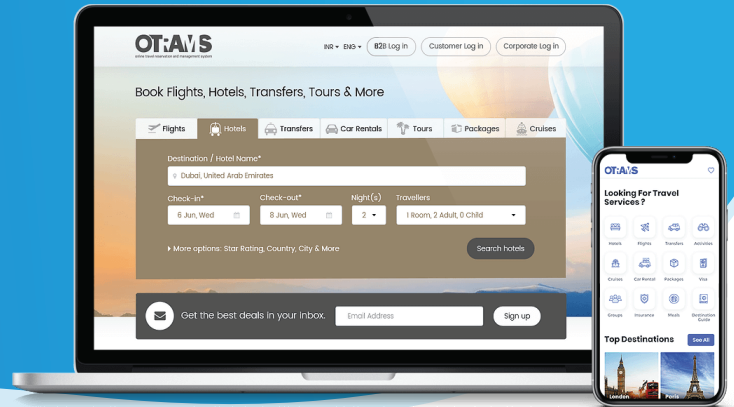 OTRAMS
online travel reservation and management system
INR ENG B2B Log in Customer Log in Corporate Log in
Book Flights, Hotels, Transfers, Tours & More
Flights Hotels Transfers Car Rentals Tours Packages Cruises
Destination / Hotel Name*
Dubai, United Arab Emirates
Check-in* Check-out* Night(s) Travellers
6 Jun, Wed 8 Jun, Wed 2 1 Room, 2 Adult, 0 Child
More options: Star Rating, Country, City & More Search hotels
Get the best deals in your inbox. Email Address Sign up
OTRAMS
Looking For Travel
Services ?
Hotels Flights Transfers Activities
Cruises Car Rental Packages Visa
Groups Insurance Meals Destination
Guide
Top Destinations See All
London Paris